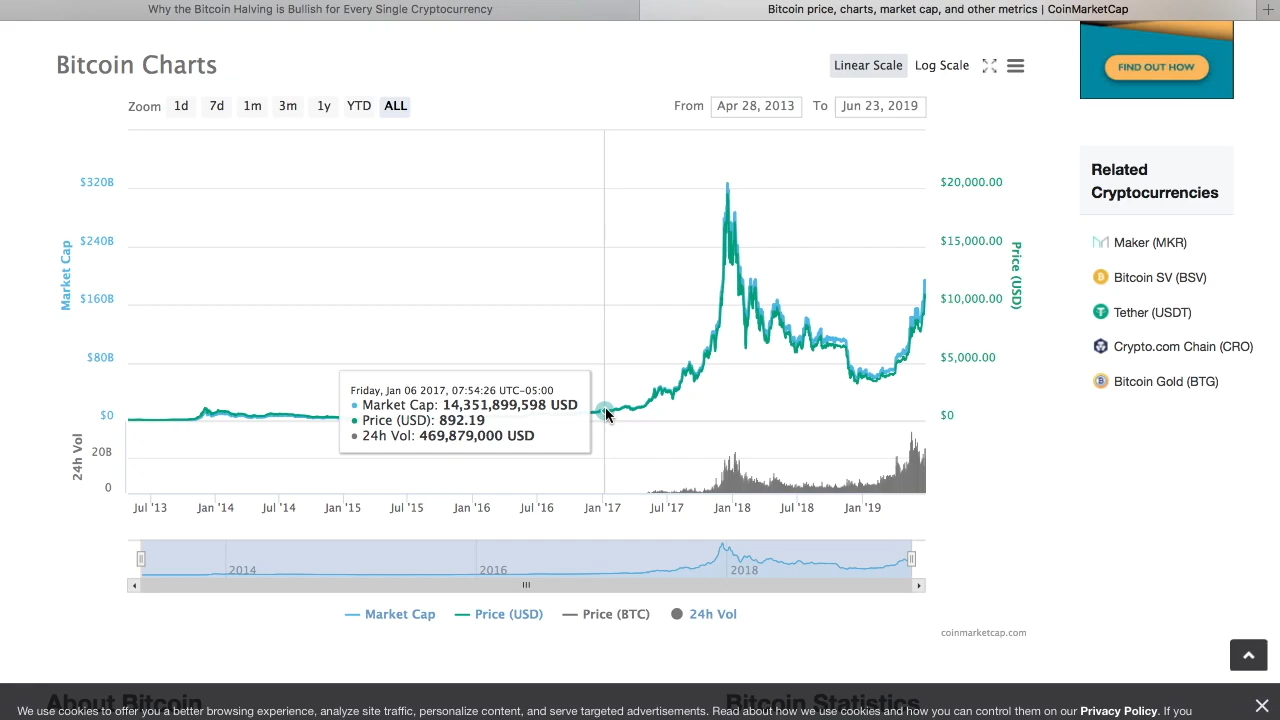 Why the Bitcoin Halving is Bullish for Every Single Cryptocurrency
Bitcoin price, charts, market cap, and other metrics | CoinMarketCap
FIND OUT HOW
Bitcoin Charts
Linear Scale
Log Scale
Zoom 1d 7d 1m 3m 1y YTD ALL
From Apr 28, 2013 To Jun 23, 2019
Related
Cryptocurrencies
Maker (MKR)
Bitcoin SV (BSV)
Tether (USDT)
Crypto.com Chain (CRO)
Bitcoin Gold (BTG)
Market Cap
$320B
$240B
$160B
$80B
$0
$20,000.00
$15,000.00
$10,000.00
$5,000.00
$0
Price (USD)
Friday, Jan 06 2017, 07:54:26 UTC-05:00
Market Cap: 14,351,899,598 USD
Price (USD): 892.19
24h Vol: 469,879,000 USD
24h Vol
20B
0
Jul '13 Jan '14 Jul '14 Jan '15 Jul '15 Jan '16 Jul '16 Jan '17 Jul '17 Jan '18 Jul '18 Jan '19
2014 2016 2018
Market Cap Price (USD) Price (BTC) 24h Vol
coinmarketcap.com
About Bitcoin
Bitcoin Statistics
We use cookies to offer you a better browsing experience, analyze site traffic, personalize content, and serve targeted advertisements. Read about how we use cookies and how you can control them on our Privacy Policy. If you